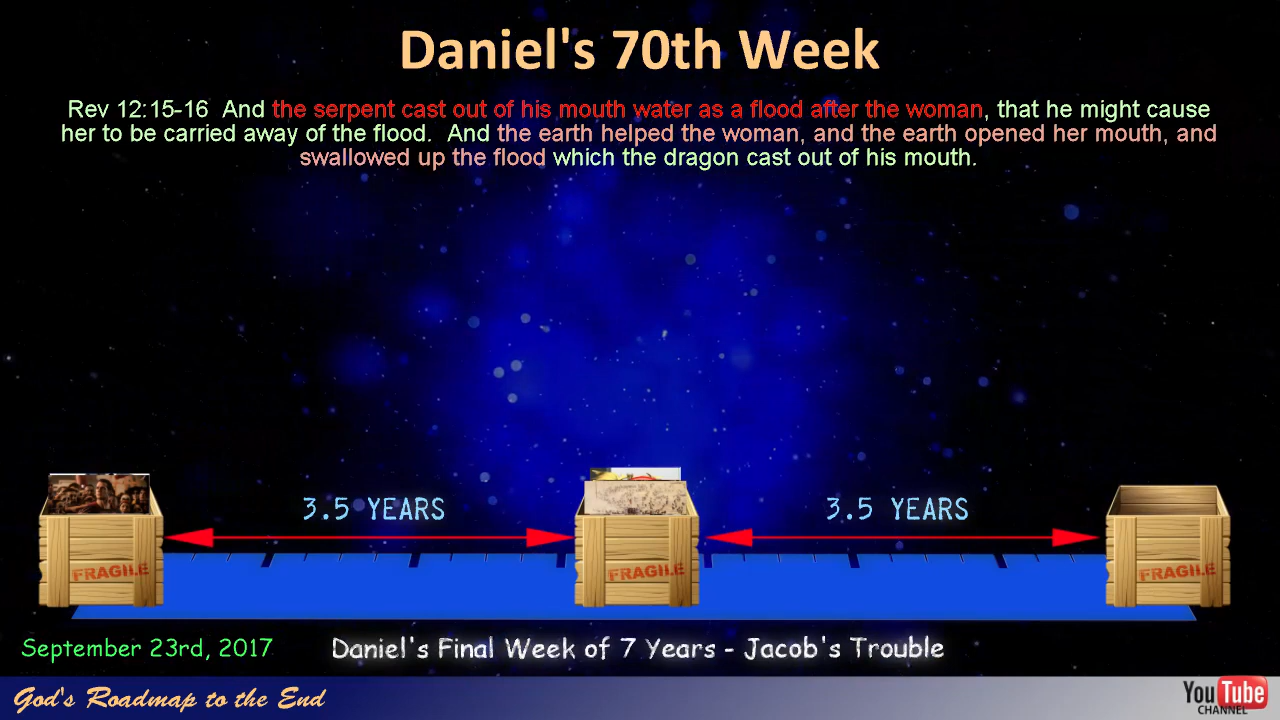 Daniel's 70th Week
Rev 12:15-16  And the serpent cast out of his mouth water as a flood after the woman, that he might cause
her to be carried away of the flood.  And the earth helped the woman, and the earth opened her mouth, and
swallowed up the flood which the dragon cast out of his mouth.
3.5 YEARS
3.5 YEARS
FRAGILE
FRAGILE
FRAGILE
September 23rd, 2017
Daniel's Final Week of 7 Years - Jacob's Trouble
God's Roadmap to the End
YouTube
CHANNEL